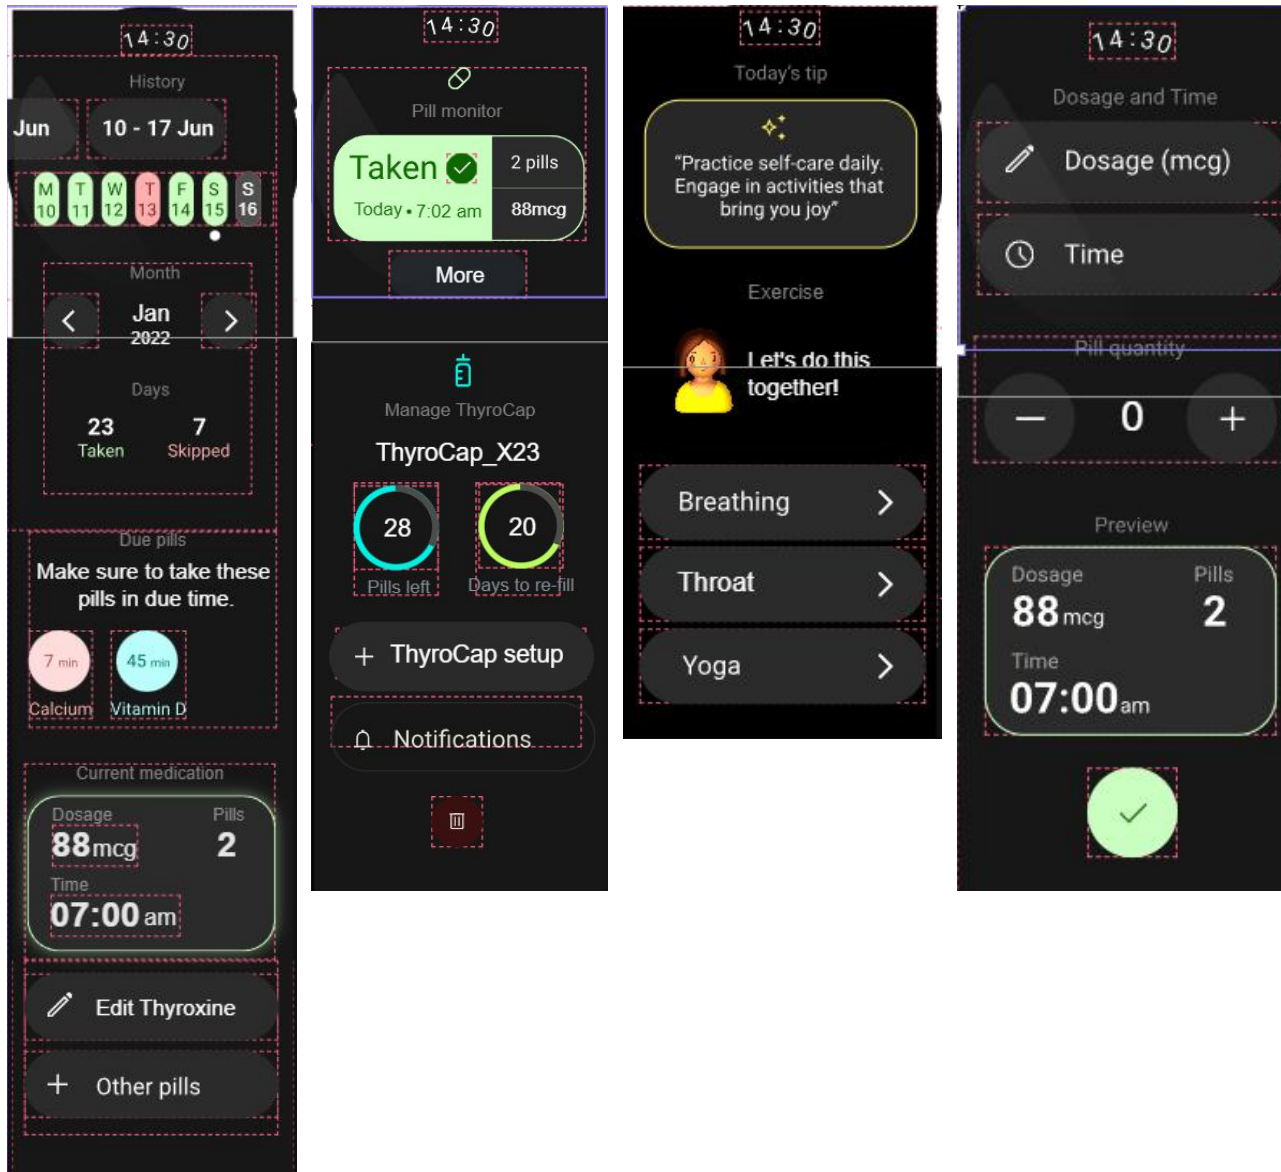 14:30
History
Jun
10 - 17 Jun
M T W T F S S
10 11 12 13 14 15 16
Month
Jan
2022
Days
23 7
Taken Skipped
Due pills
Make sure to take these
pills in due time.
7 min 45 min
Calcium Vitamin D
Current medication
Dosage Pills
88 mcg 2
Time
07:00 am
Edit Thyroxine
Other pills
14:30
Pill monitor
Taken
2 pills
Today • 7:02 am
88mcg
More
Manage ThyroCap
ThyroCap_X23
28 20
Pills left Days to re-fill
ThyroCap setup
Notifications
14:30
Today's tip
“Practice self-care daily.
Engage in activities that
bring you joy”
Exercise
Let's do this
together!
Breathing
Throat
Yoga
14:30
Dosage and Time
Dosage (mcg)
Time
Pill quantity
0
Preview
Dosage Pills
88 mcg 2
Time
07:00 am